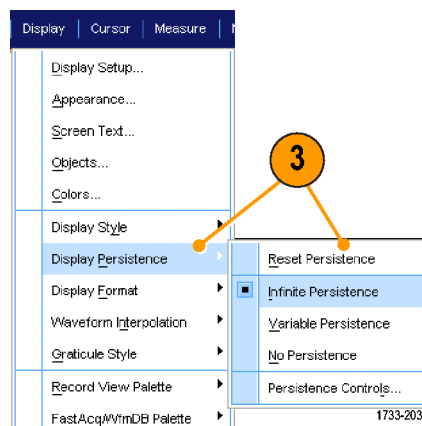 Display Cursor Measure
Display Setup...
Appearance...
Screen Text...
Objects...
Colors...
3
Display Style
Display Persistence
Reset Persistence
Display Format
Infinite Persistence
Waveform Interpolation
Variable Persistence
Graticule Style
No Persistence
Record View Palette
Persistence Controls...
FastAcq/WfmDB Palette
1733-203